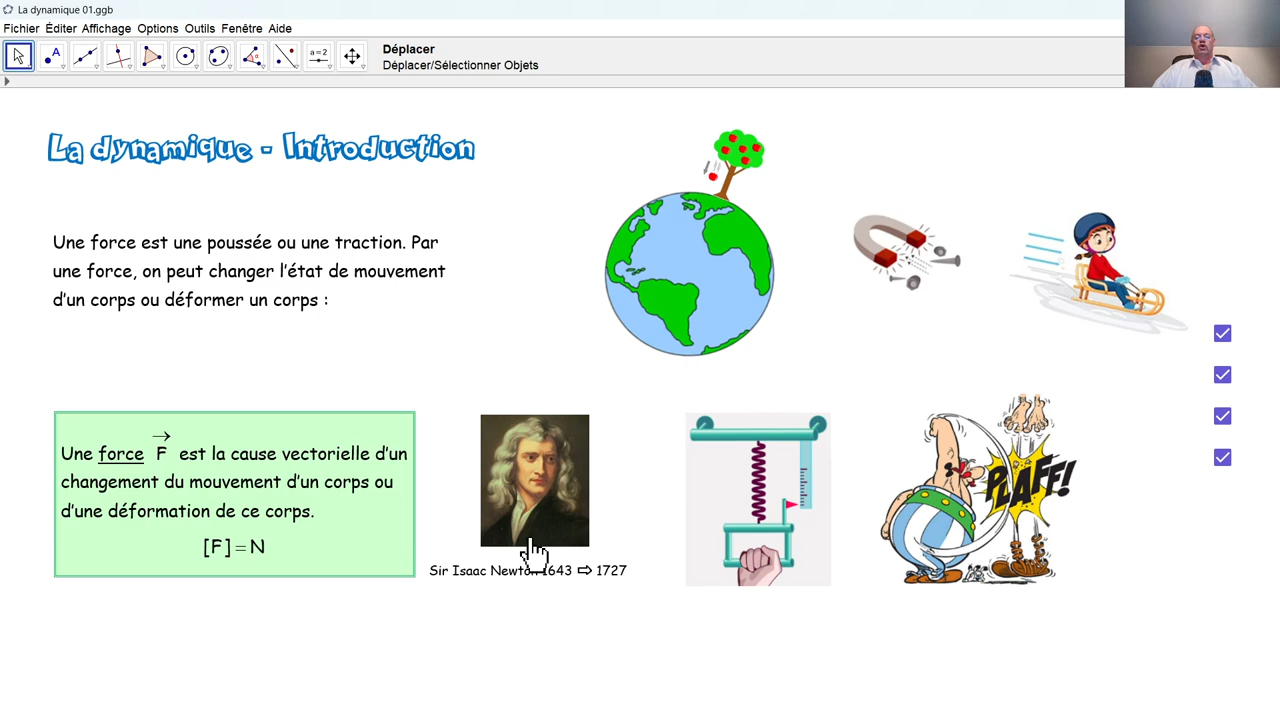 La dynamique 01.ggb
Fichier Éditer Affichage Options Outils Fenêtre Aide
A
a=2
Déplacer
Déplacer/Sélectionner Objets
La dynamique - Introduction
Une force est une poussée ou une traction. Par
une force, on peut changer l'état de mouvement
d'un corps ou déformer un corps :
Une force F⃗ est la cause vectorielle d'un
changement du mouvement d'un corps ou
d'une déformation de ce corps.
[F] = N
Sir Isaac Newton 1643 ⇨ 1727
PLAFF!